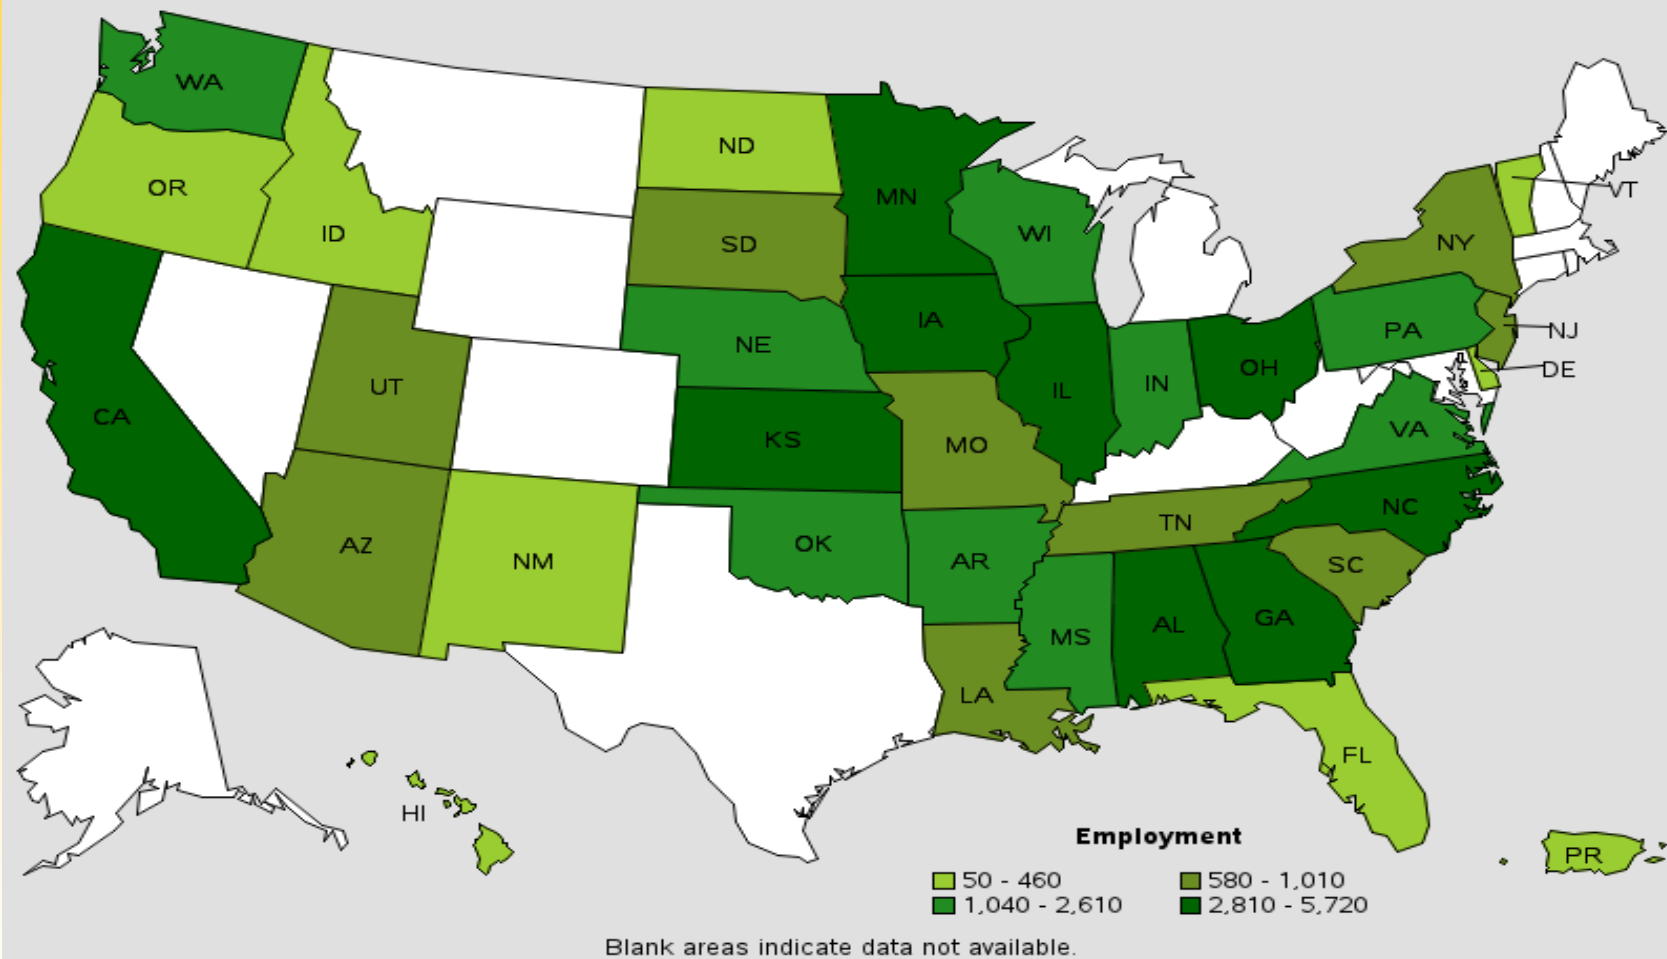 WA
ND
OR
MN
VT
ID
WI
SD
NY
IA
NE
PA
NJ
OH
DE
UT
IN
IL
CA
VA
KS
MO
NC
TN
AZ
OK
NM
AR
SC
GA
AL
MS
LA
FL
HI
Employment
50 - 460 580 - 1,010
1,040 - 2,610 2,810 - 5,720
PR
Blank areas indicate data not available.